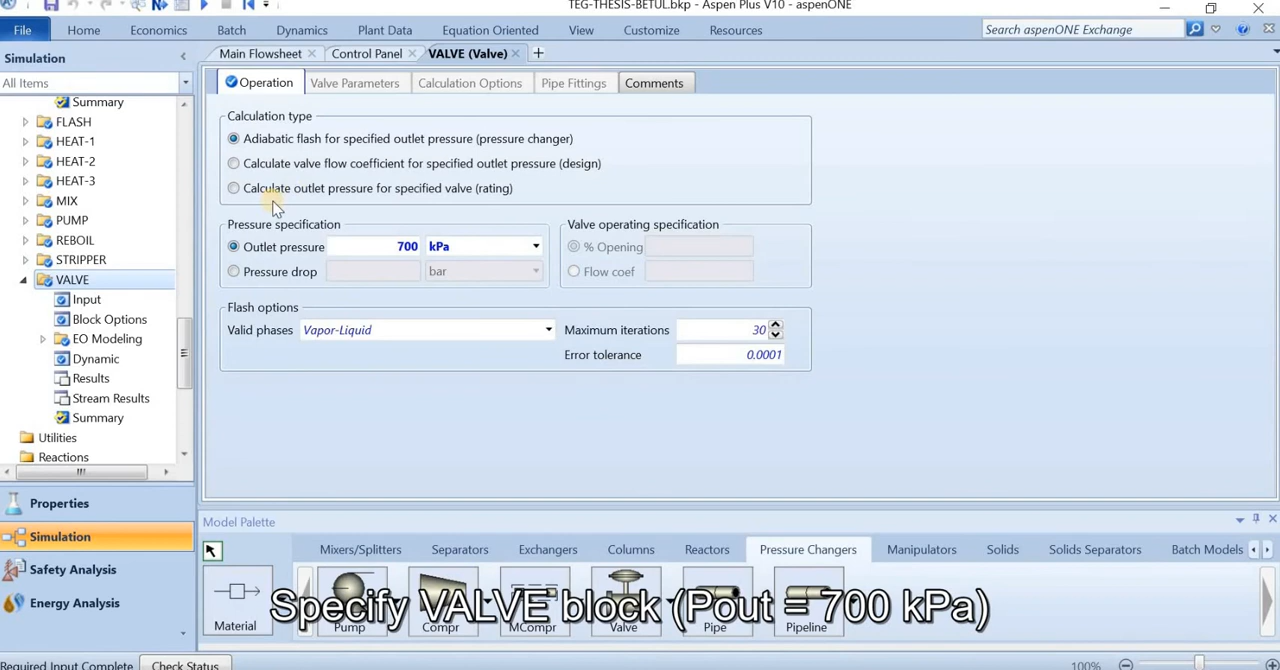 TEG-THESIS-BETUL.bkp - Aspen Plus V10 - aspenONE
File Home Economics Batch Dynamics Plant Data Equation Oriented View Customize Resources Search aspenONE Exchange
Simulation
All Items
Summary
FLASH
HEAT-1
HEAT-2
HEAT-3
MIX
PUMP
REBOIL
STRIPPER
VALVE
Input
Block Options
EO Modeling
Dynamic
Results
Stream Results
Summary
Utilities
Reactions
Properties
Simulation
Safety Analysis
Energy Analysis
Main Flowsheet Control Panel VALVE (Valve)
Operation Valve Parameters Calculation Options Pipe Fittings Comments
Calculation type
Adiabatic flash for specified outlet pressure (pressure changer)
Calculate valve flow coefficient for specified outlet pressure (design)
Calculate outlet pressure for specified valve (rating)
Pressure specification
Outlet pressure 700 kPa
Pressure drop bar
Valve operating specification
% Opening
Flow coef
Flash options
Valid phases Vapor-Liquid
Maximum iterations 30
Error tolerance 0.0001
Model Palette
Mixers/Splitters Separators Exchangers Columns Reactors Pressure Changers Manipulators Solids Solids Separators Batch Models
Material Pump Compr MCompr Valve Pipe Pipeline
Specify VALVE block (Pout = 700 kPa)
Required Input Complete Check Status 100%